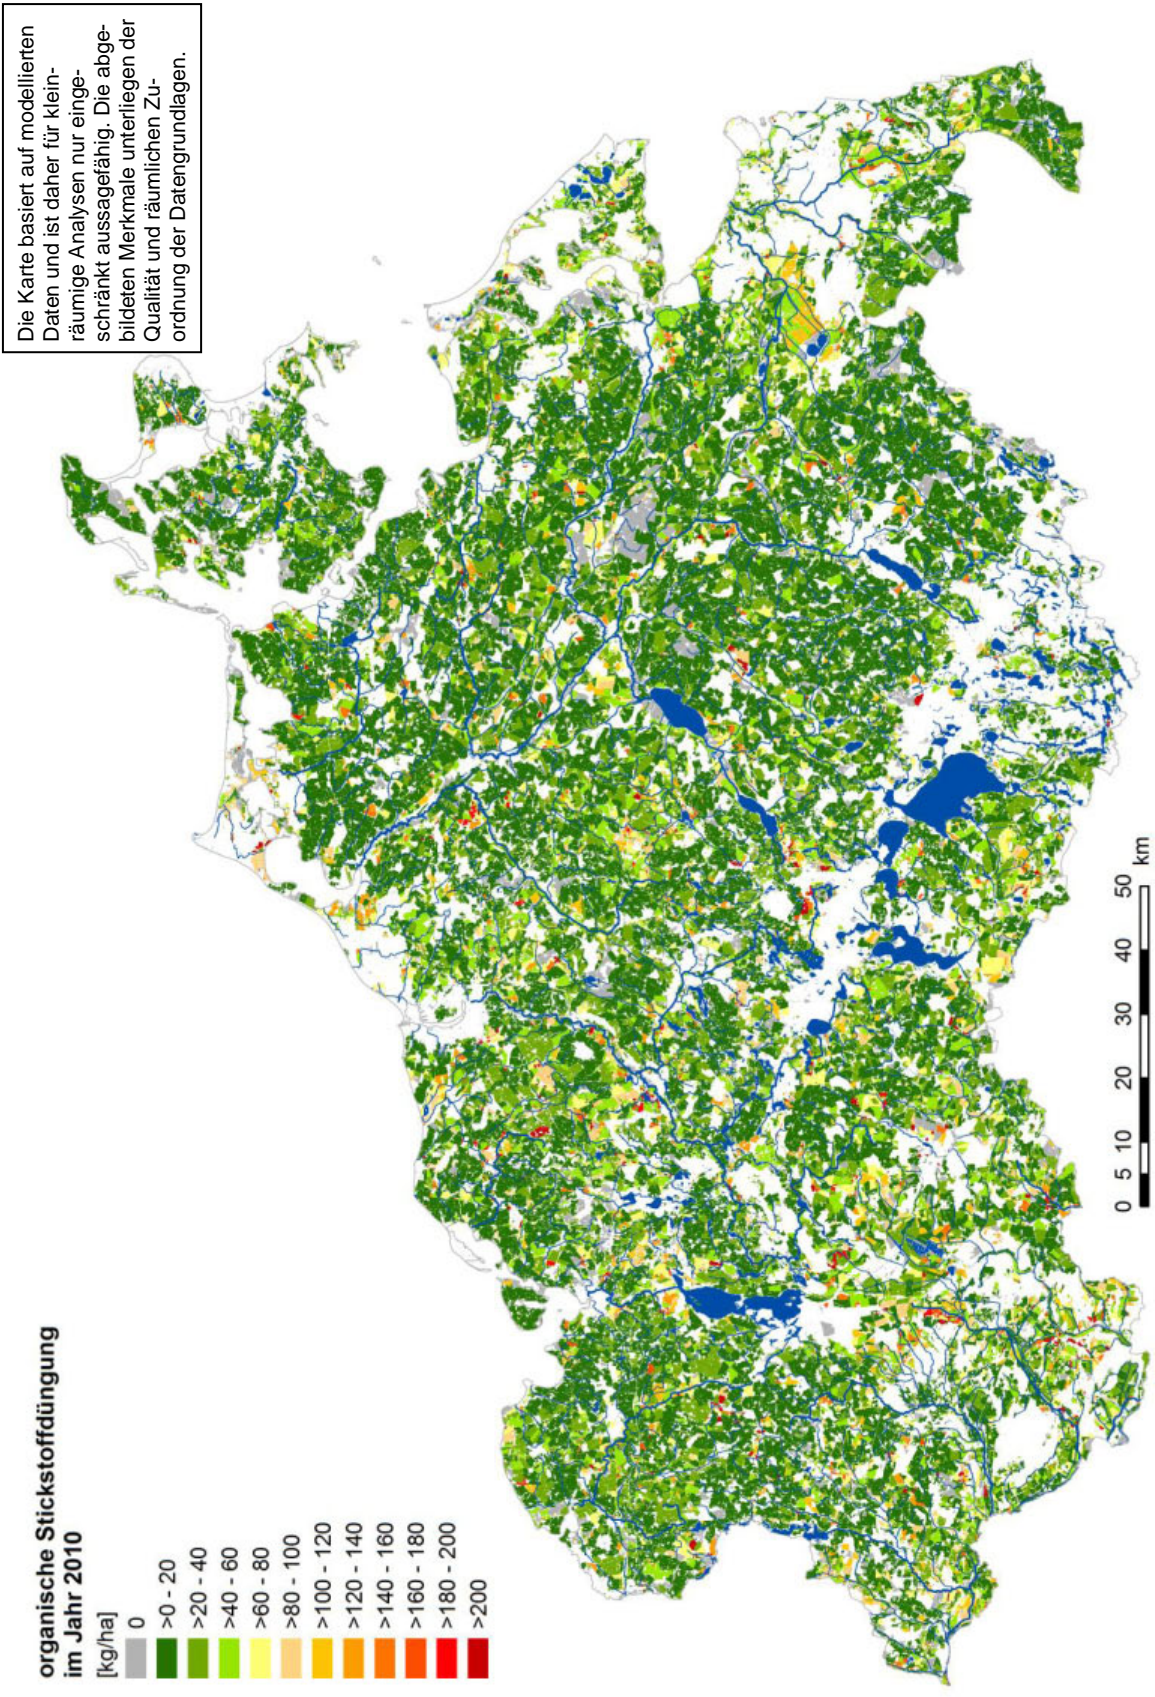 organische Stickstoffdüngung
im Jahr 2010
[kg/ha]
0
>0 - 20
>20 - 40
>40 - 60
>60 - 80
>80 - 100
>100 - 120
>120 - 140
>140 - 160
>160 - 180
>180 - 200
>200
Die Karte basiert auf modellierten
Daten und ist daher für klein-
räumige Analysen nur einge-
schränkt aussagefähig. Die abge-
bildeten Merkmale unterliegen der
Qualität und räumlichen Zu-
ordnung der Datengrundlagen.
0 5 10 20 30 40 50 km